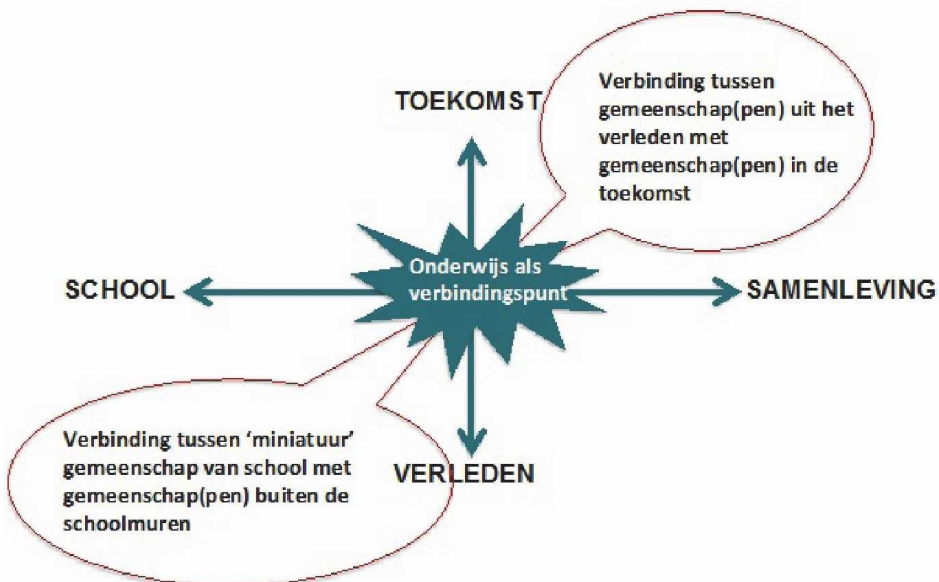 TOEKOMST
Verbinding tussen
gemeenschap(pen) uit het
verleden met
gemeenschap(pen) in de
toekomst
SCHOOL
Onderwijs als
verbindingspunt
SAMENLEVING
Verbinding tussen ‘miniatuur’
gemeenschap van school met
gemeenschap(pen) buiten de
schoolmuren
VERLEDEN